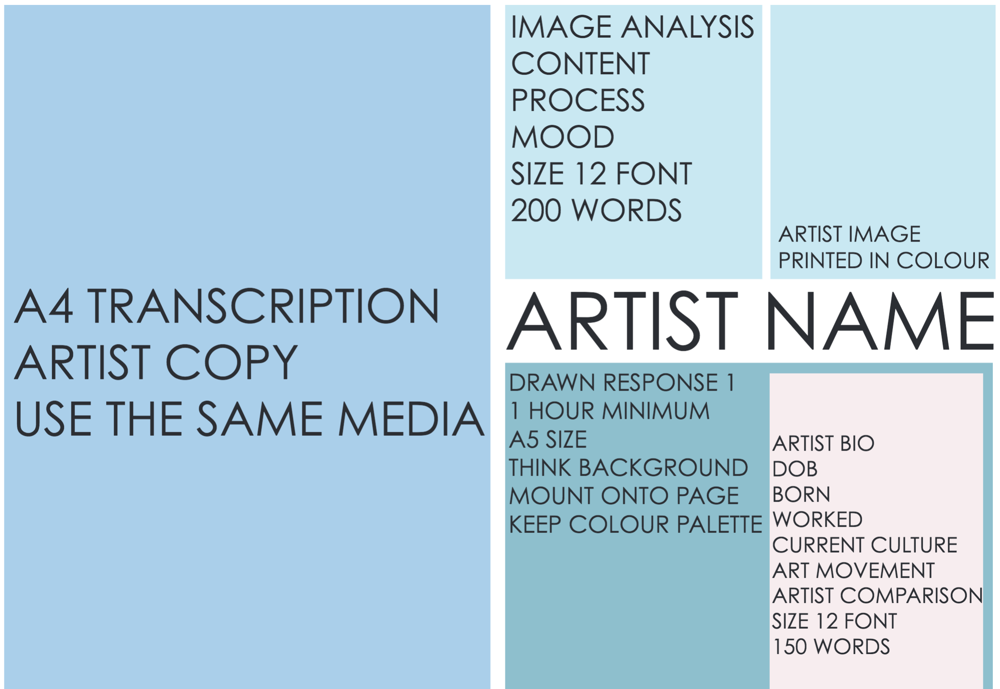 A4 TRANSCRIPTION
ARTIST COPY
USE THE SAME MEDIA
IMAGE ANALYSIS
CONTENT
PROCESS
MOOD
SIZE 12 FONT
200 WORDS
ARTIST IMAGE
PRINTED IN COLOUR
ARTIST NAME
DRAWN RESPONSE 1
1 HOUR MINIMUM
A5 SIZE
THINK BACKGROUND
MOUNT ONTO PAGE
KEEP COLOUR PALETTE
ARTIST BIO
DOB
BORN
WORKED
CURRENT CULTURE
ART MOVEMENT
ARTIST COMPARISON
SIZE 12 FONT
150 WORDS